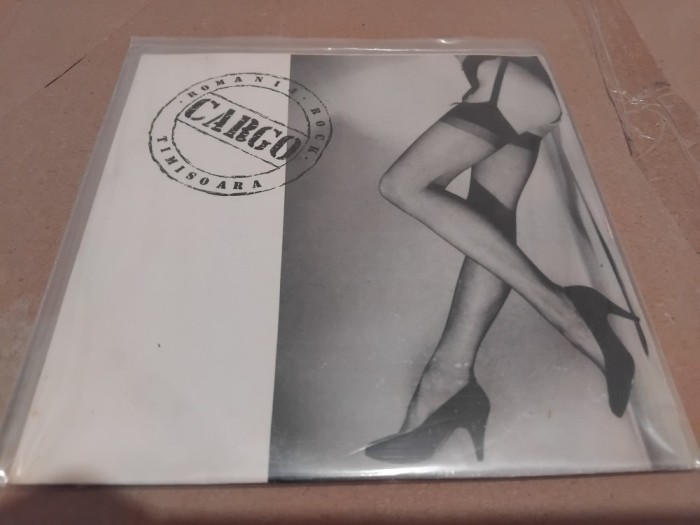 · ROMANIA · ROCK ·
CARGO
TIMISOARA